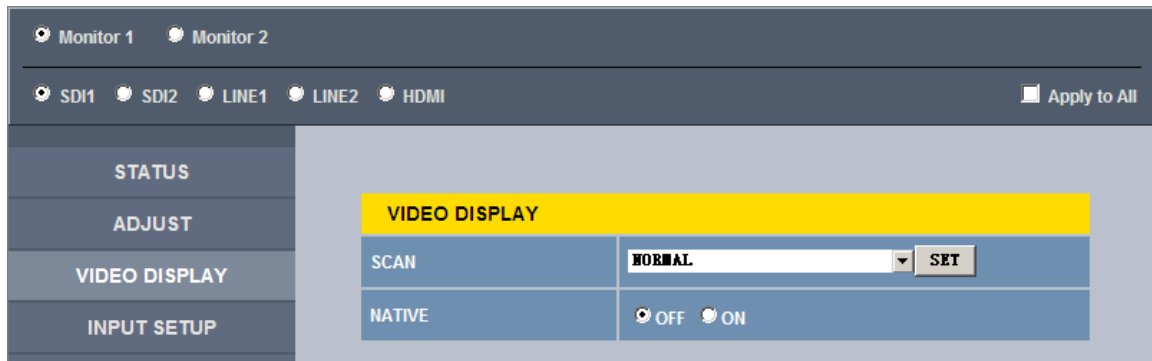 Monitor 1 Monitor 2
SDI1 SDI2 LINE1 LINE2 HDMI Apply to All
STATUS
ADJUST
VIDEO DISPLAY
INPUT SETUP
VIDEO DISPLAY
SCAN NORMAL SET
NATIVE OFF ON